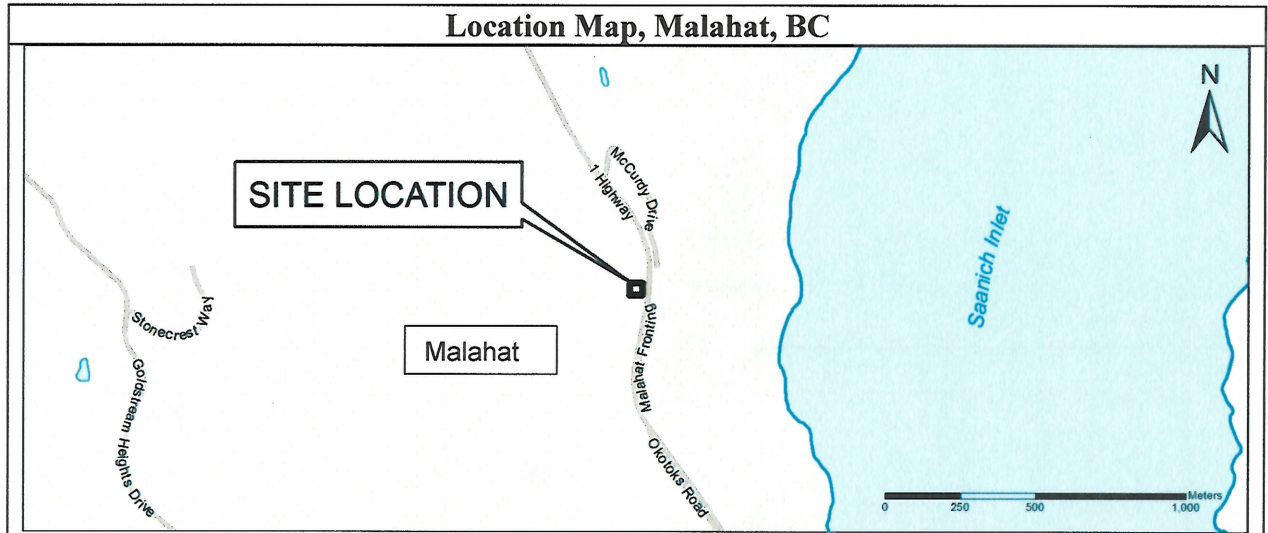 Location Map, Malahat, BC
N
McCurdy Drive
1 Highway
SITE LOCATION
Saanich Inlet
Stonecrest Way
Malahat Fronting
Malahat
Goldstream Heights Drive
Okotoks Road
Meters
0 250 500 1,000